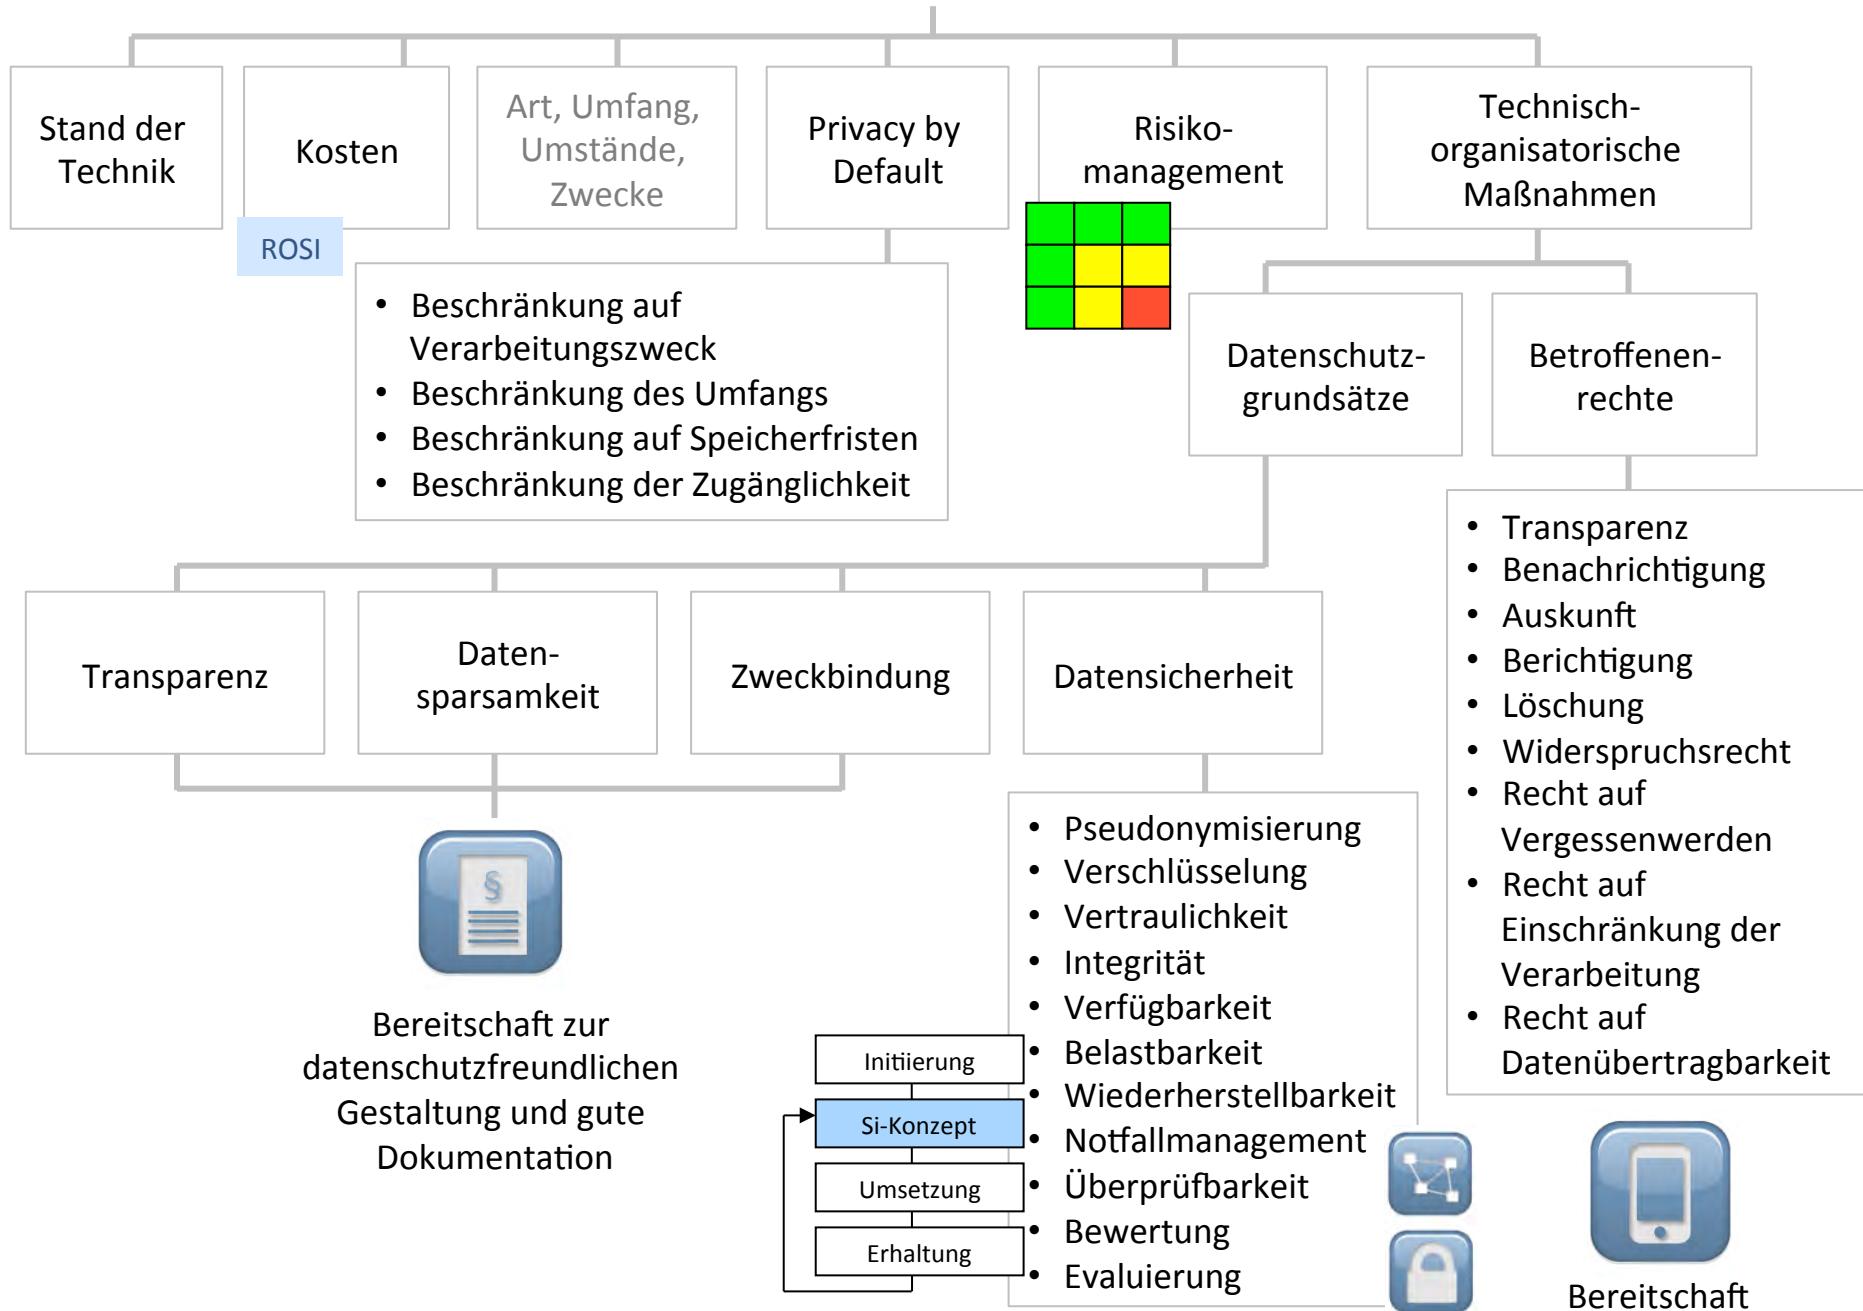 Stand der
Technik
Kosten
ROSI
Art, Umfang,
Umstände,
Zwecke
Privacy by
Default
Risiko-
management
Technisch-
organisatorische
Maßnahmen
• Beschränkung auf
Verarbeitungszweck
• Beschränkung des Umfangs
• Beschränkung auf Speicherfristen
• Beschränkung der Zugänglichkeit
Datenschutz-
grundsätze
Betroffenen-
rechte
• Transparenz
• Benachrichtigung
• Auskunft
• Berichtigung
• Löschung
• Widerspruchsrecht
• Recht auf
Vergessenwerden
• Recht auf
Einschränkung der
Verarbeitung
• Recht auf
Datenübertragbarkeit
Transparenz
Daten-
sparsamkeit
Zweckbindung
Datensicherheit
§
Bereitschaft zur
datenschutzfreundlichen
Gestaltung und gute
Dokumentation
• Pseudonymisierung
• Verschlüsselung
• Vertraulichkeit
• Integrität
• Verfügbarkeit
• Belastbarkeit
• Wiederherstellbarkeit
• Notfallmanagement
• Überprüfbarkeit
• Bewertung
• Evaluierung
Initiierung
Si-Konzept
Umsetzung
Erhaltung
Bereitschaft